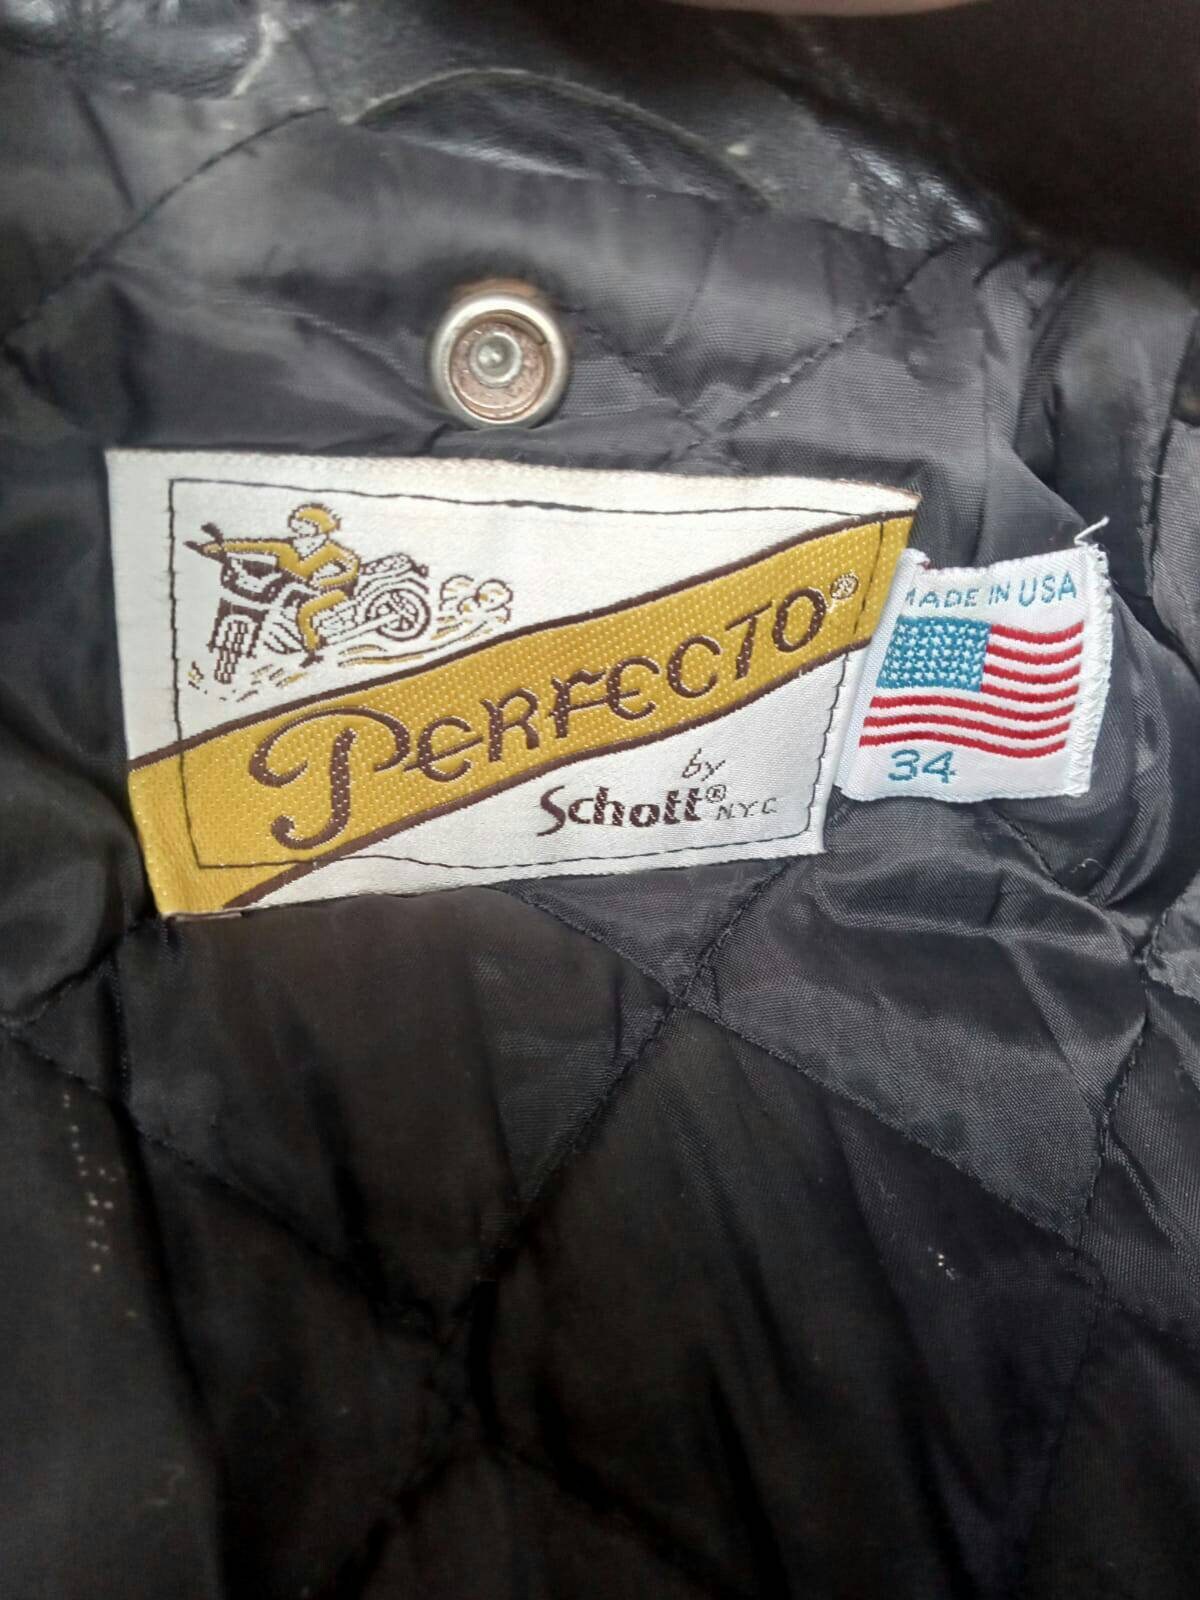 PERFECTO®
by
Schott® N.Y.C.
MADE IN USA
34